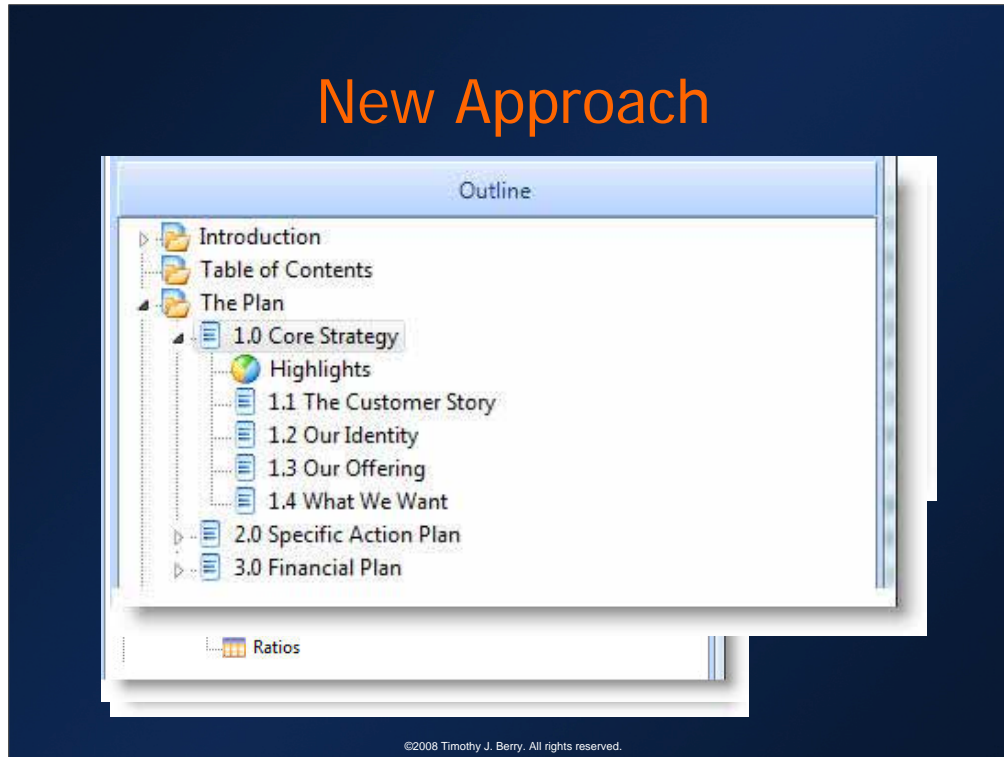 New Approach
Outline
Introduction
Table of Contents
The Plan
1.0 Core Strategy
Highlights
1.1 The Customer Story
1.2 Our Identity
1.3 Our Offering
1.4 What We Want
2.0 Specific Action Plan
3.0 Financial Plan
Ratios
©2008 Timothy J. Berry. All rights reserved.